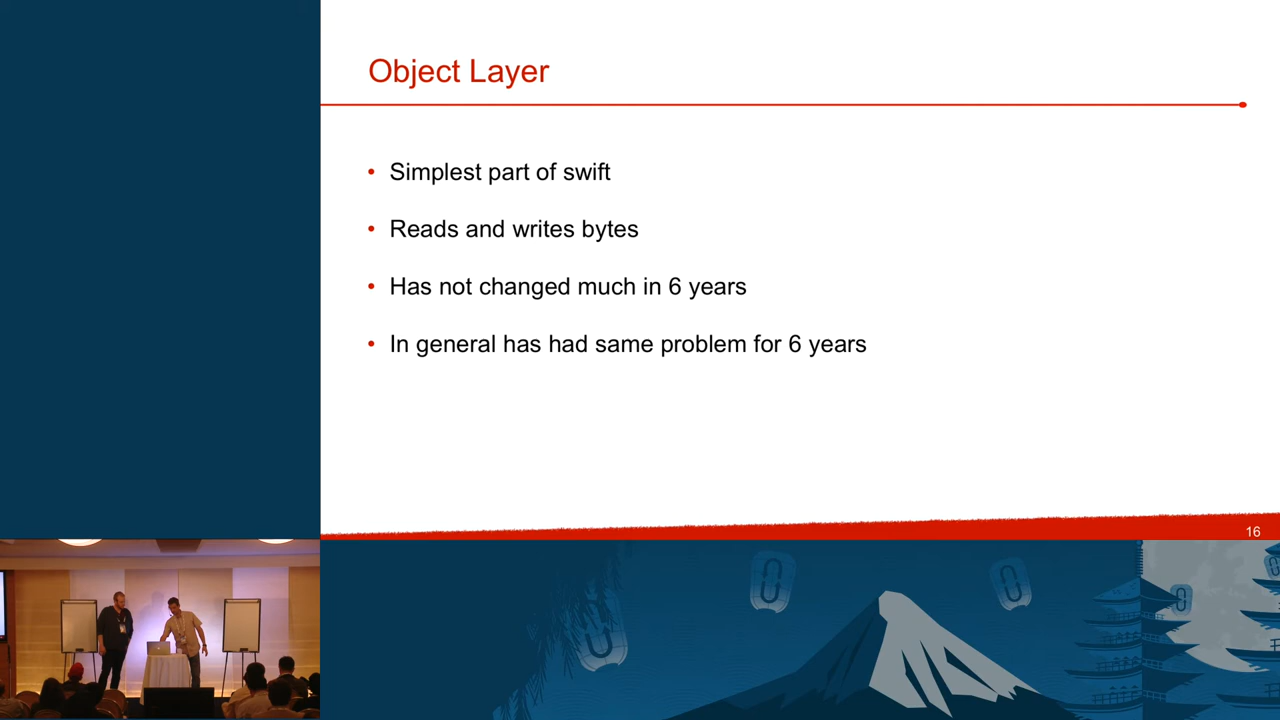 Object Layer
• Simplest part of swift
• Reads and writes bytes
• Has not changed much in 6 years
• In general has had same problem for 6 years
16